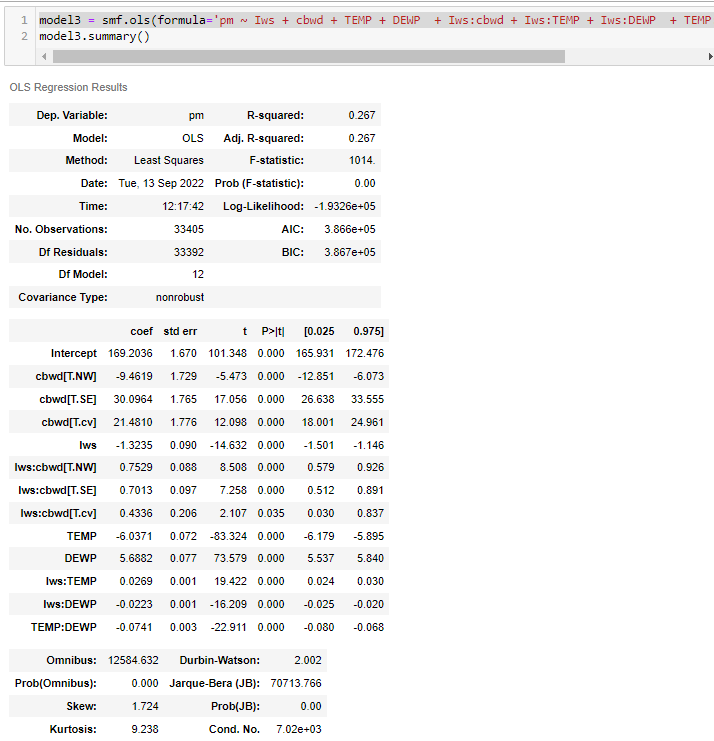 1 model3 = smf.ols(formula='pm ~ Iws + cbwd + TEMP + DEWP  + Iws:cbwd + Iws:TEMP + Iws:DEWP  + TEMP
2 model3.summary()
OLS Regression Results
Dep. Variable: pm R-squared: 0.267
Model: OLS Adj. R-squared: 0.267
Method: Least Squares F-statistic: 1014.
Date: Tue, 13 Sep 2022 Prob (F-statistic): 0.00
Time: 12:17:42 Log-Likelihood: -1.9326e+05
No. Observations: 33405 AIC: 3.866e+05
Df Residuals: 33392 BIC: 3.867e+05
Df Model: 12
Covariance Type: nonrobust
coef std err t P>|t| [0.025 0.975]
Intercept 169.2036 1.670 101.348 0.000 165.931 172.476
cbwd[T.NW] -9.4619 1.729 -5.473 0.000 -12.851 -6.073
cbwd[T.SE] 30.0964 1.765 17.056 0.000 26.638 33.555
cbwd[T.cv] 21.4810 1.776 12.098 0.000 18.001 24.961
Iws -1.3235 0.090 -14.632 0.000 -1.501 -1.146
Iws:cbwd[T.NW] 0.7529 0.088 8.508 0.000 0.579 0.926
Iws:cbwd[T.SE] 0.7013 0.097 7.258 0.000 0.512 0.891
Iws:cbwd[T.cv] 0.4336 0.206 2.107 0.035 0.030 0.837
TEMP -6.0371 0.072 -83.324 0.000 -6.179 -5.895
DEWP 5.6882 0.077 73.579 0.000 5.537 5.840
Iws:TEMP 0.0269 0.001 19.422 0.000 0.024 0.030
Iws:DEWP -0.0223 0.001 -16.209 0.000 -0.025 -0.020
TEMP:DEWP -0.0741 0.003 -22.911 0.000 -0.080 -0.068
Omnibus: 12584.632 Durbin-Watson: 2.002
Prob(Omnibus): 0.000 Jarque-Bera (JB): 70713.766
Skew: 1.724 Prob(JB): 0.00
Kurtosis: 9.238 Cond. No. 7.02e+03